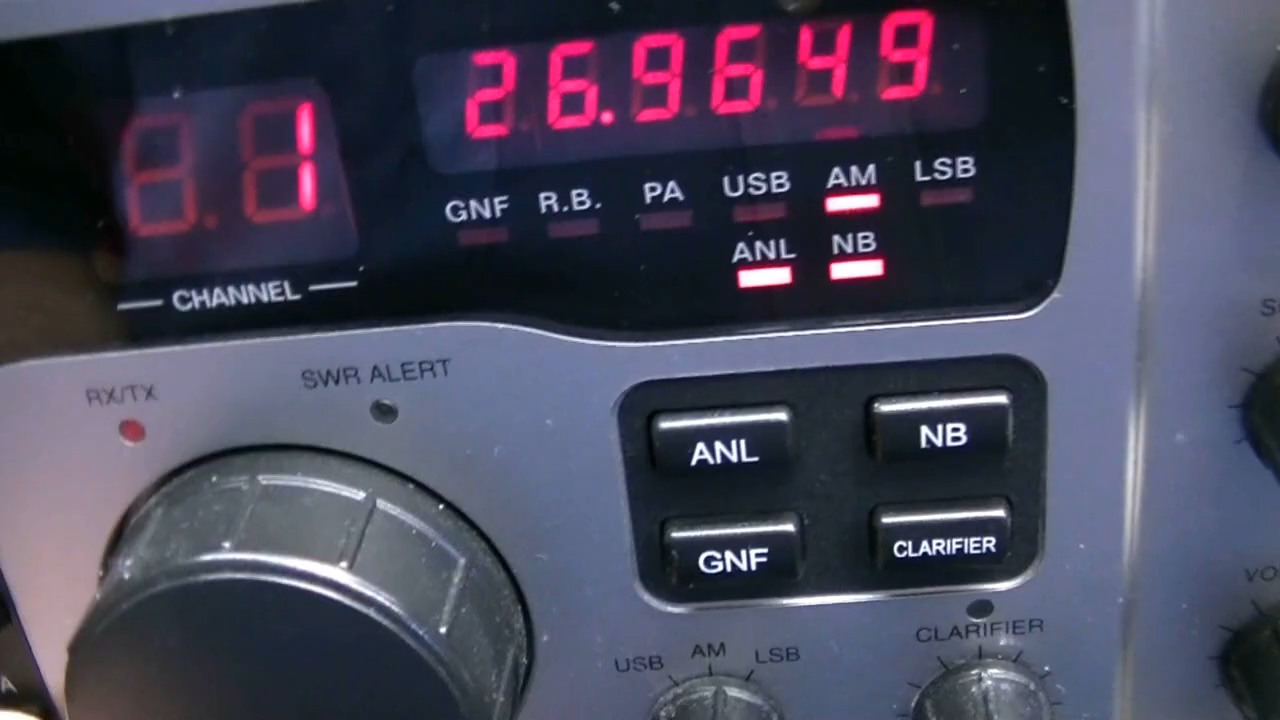 1 26.9649
GNF R.B. PA USB AM LSB
ANL NB
CHANNEL
RX/TX SWR ALERT
ANL NB
GNF CLARIFIER
CLARIFIER
USB AM LSB